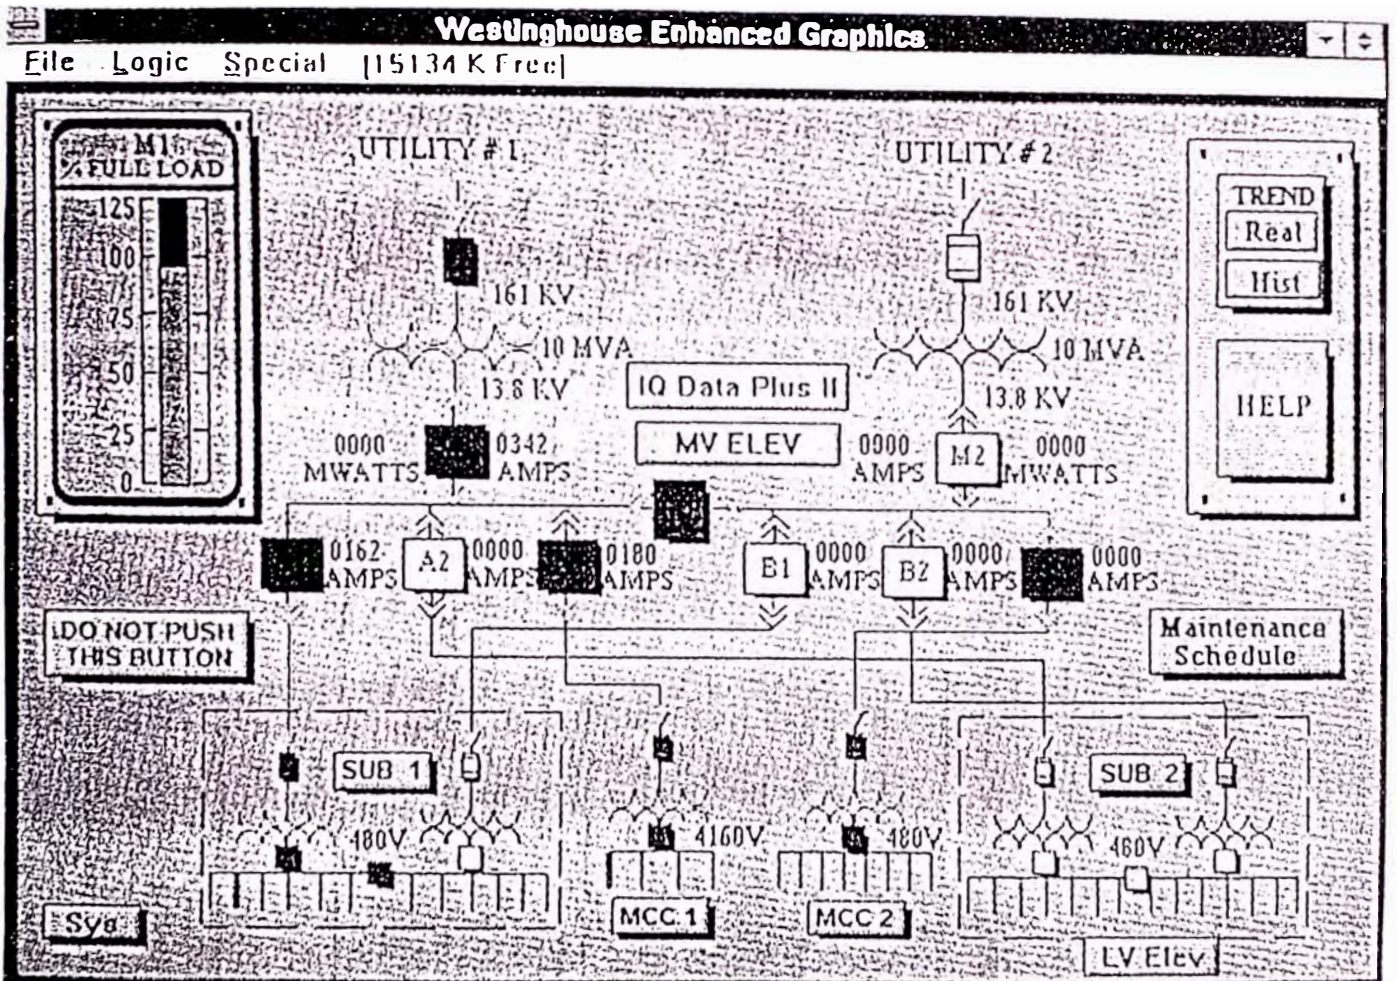 Westinghouse Enhanced Graphics
File Logic Special [15134 K Free]
M1
% FULL LOAD
125
100
75
50
25
0
UTILITY # 1
UTILITY # 2
TREND
Real
Hist
HELP
161 KV
161 KV
10 MVA
10 MVA
13.8 KV
13.8 KV
IQ Data Plus II
MV ELEV
0000
MWATTS
0342
AMPS
0000
AMPS
M2
0000
MWATTS
0162
AMPS
A2
0000
AMPS
0180
AMPS
B1
0000
AMPS
B2
0000
AMPS
0000
AMPS
DO NOT PUSH
THIS BUTTON
Maintenance
Schedule
SUB 1
SUB 2
480V
4160V
480V
460V
Sys
MCC 1
MCC 2
LV Elev